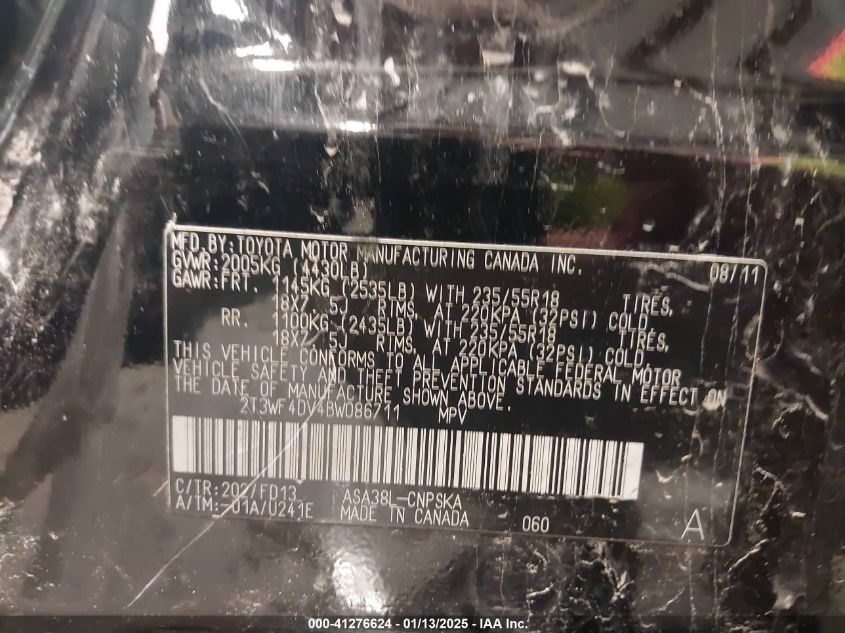 MFD.BY:TOYOTA MOTOR MANUFACTURING CANADA INC. 08/11
GVWR:2005KG (4430LB)
GAWR:FRT. 1145KG (2535LB) WITH 235/55R18 TIRES,
18X7 5J RIMS, AT 220KPA (32PSI) COLD
RR. 1100KG (2435LB) WITH 235/55R18 TIRES,
18X7 5J RIMS, AT 220KPA (32PSI) COLD
THIS VEHICLE CONFORMS TO ALL APPLICABLE FEDERAL MOTOR
VEHICLE SAFETY AND THEFT PREVENTION STANDARDS IN EFFECT ON
THE DATE OF MANUFACTURE SHOWN ABOVE.
2T3WF4DV4BW086711 MPV
C/TR:202/FD13 ASA38L-CNPSKA
A/TM:-01A/U241E MADE IN CANADA 060 A
000-41276624 / 01/13/2025 - IAA Inc.